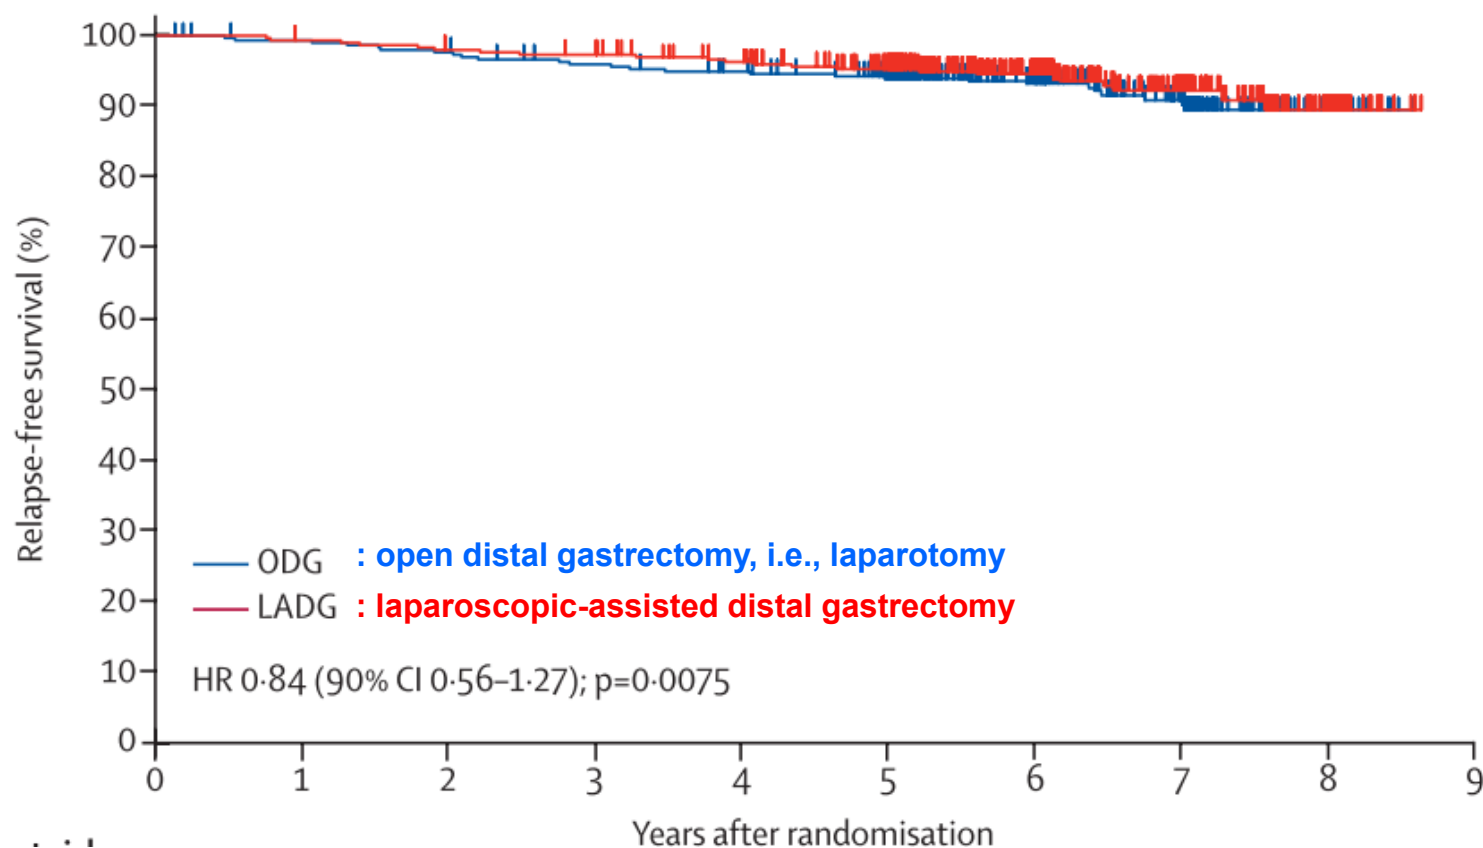 100
90
80
70
60
50
40
30
20
10
0
Relapse-free survival (%)
ODG : open distal gastrectomy, i.e., laparotomy
LADG : laparoscopic-assisted distal gastrectomy
HR 0·84 (90% CI 0·56–1·27); p=0·0075
0 1 2 3 4 5 6 7 8 9
Years after randomisation